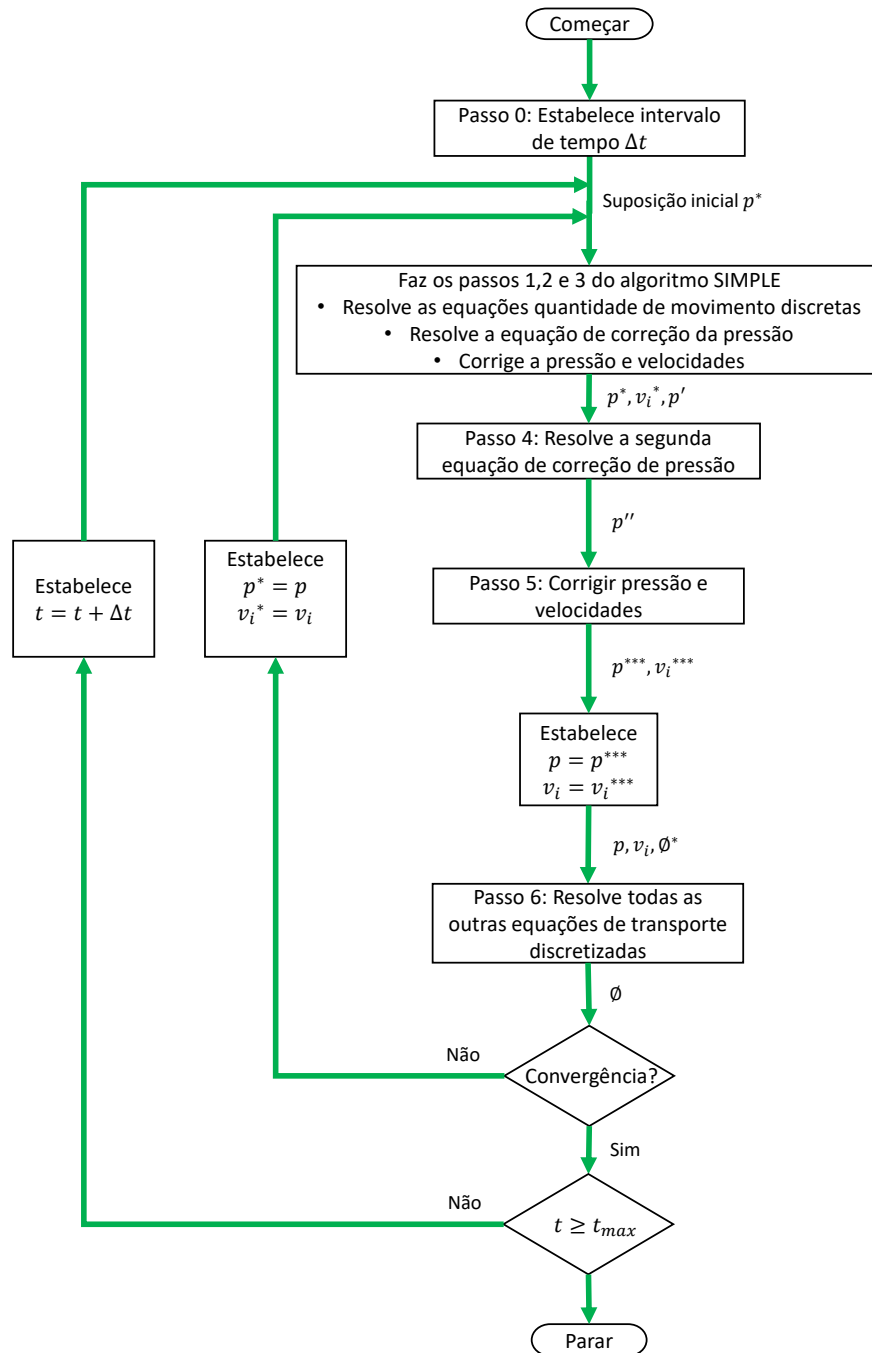 Começar
Passo 0: Estabelece intervalo
de tempo Δt
Suposição inicial p*
Faz os passos 1,2 e 3 do algoritmo SIMPLE
• Resolve as equações quantidade de movimento discretas
• Resolve a equação de correção da pressão
• Corrige a pressão e velocidades
p*, vᵢ*, p′
Passo 4: Resolve a segunda
equação de correção de pressão
p′′
Estabelece
t = t + Δt
Estabelece
p* = p
vᵢ* = vᵢ
Passo 5: Corrigir pressão e
velocidades
p***, vᵢ***
Estabelece
p = p***
vᵢ = vᵢ***
p, vᵢ, Ø*
Passo 6: Resolve todas as
outras equações de transporte
discretizadas
Ø
Não
Convergência?
Sim
Não
t ≥ tₘₐₓ
Parar